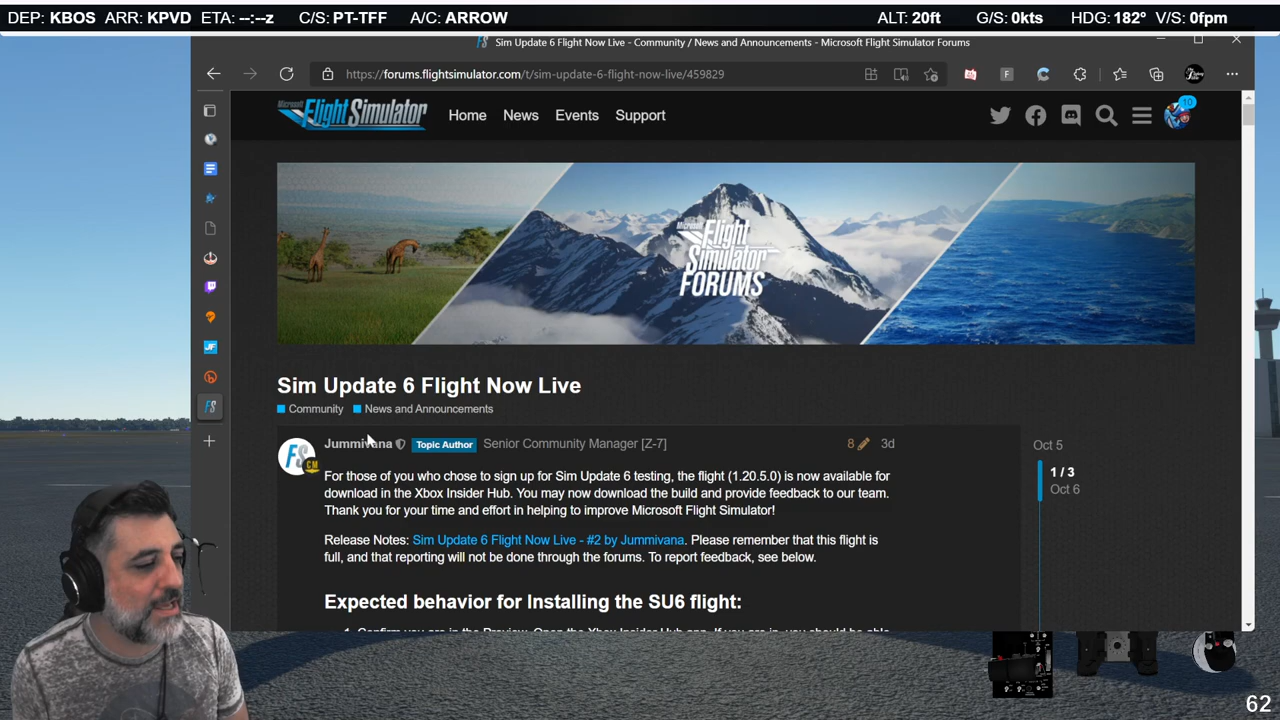 DEP: KBOS ARR: KPVD ETA: --:--z C/S: PT-TFF A/C: ARROW ALT: 20ft G/S: 0kts HDG: 182° V/S: 0fpm
Sim Update 6 Flight Now Live - Community / News and Announcements - Microsoft Flight Simulator Forums
https://forums.flightsimulator.com/t/sim-update-6-flight-now-live/459829
Microsoft Flight Simulator Home News Events Support 10
Microsoft
Flight
Simulator
FORUMS
Sim Update 6 Flight Now Live
Community News and Announcements
Jummivana Topic Author Senior Community Manager [Z-7] 8 3d
For those of you who chose to sign up for Sim Update 6 testing, the flight (1.20.5.0) is now available for
download in the Xbox Insider Hub. You may now download the build and provide feedback to our team.
Thank you for your time and effort in helping to improve Microsoft Flight Simulator!
Release Notes: Sim Update 6 Flight Now Live - #2 by Jummivana. Please remember that this flight is
full, and that reporting will not be done through the forums. To report feedback, see below.
Expected behavior for Installing the SU6 flight:
Oct 5
1 / 3
Oct 6
FS
CM
JF
F
62